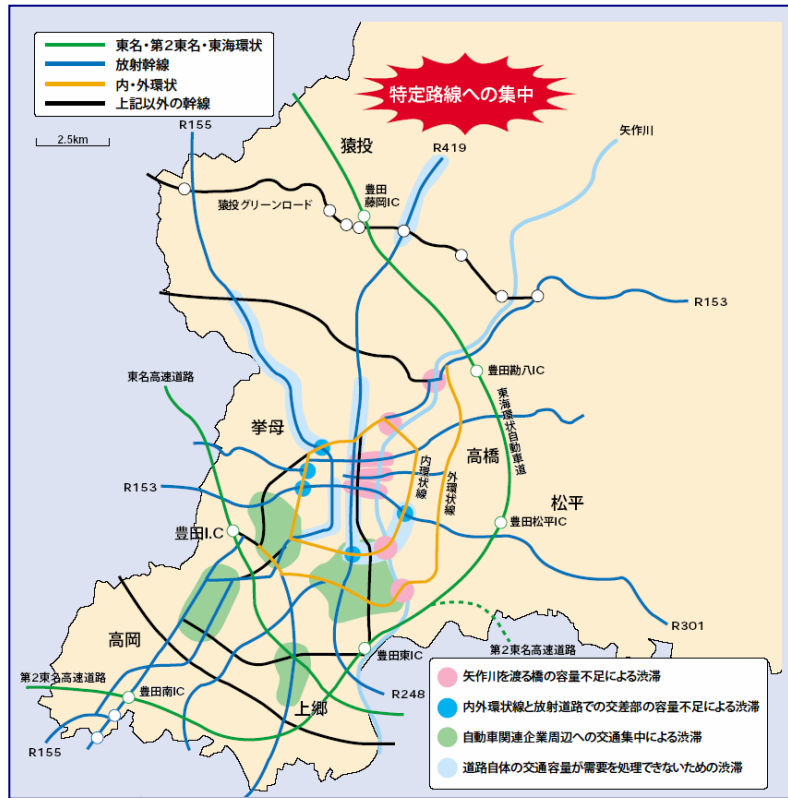 東名・第2東名・東海環状
放射幹線
内・外環状
上記以外の幹線
2.5km
特定路線への集中
R155
R419
矢作川
猿投
豊田
藤岡IC
猿投グリーンロード
R153
豊田勘八IC
東名高速道路
東海環状自動車道
挙母
高橋
内環状線
外環状線
松平
R153
豊田I.C
豊田松平IC
高岡
R301
第2東名高速道路
豊田東IC
第2東名高速道路
豊田南IC
R248
上郷
R155
矢作川を渡る橋の容量不足による渋滞
内外環状線と放射道路での交差部の容量不足による渋滞
自動車関連企業周辺への交通集中による渋滞
道路自体の交通容量が需要を処理できないための渋滞